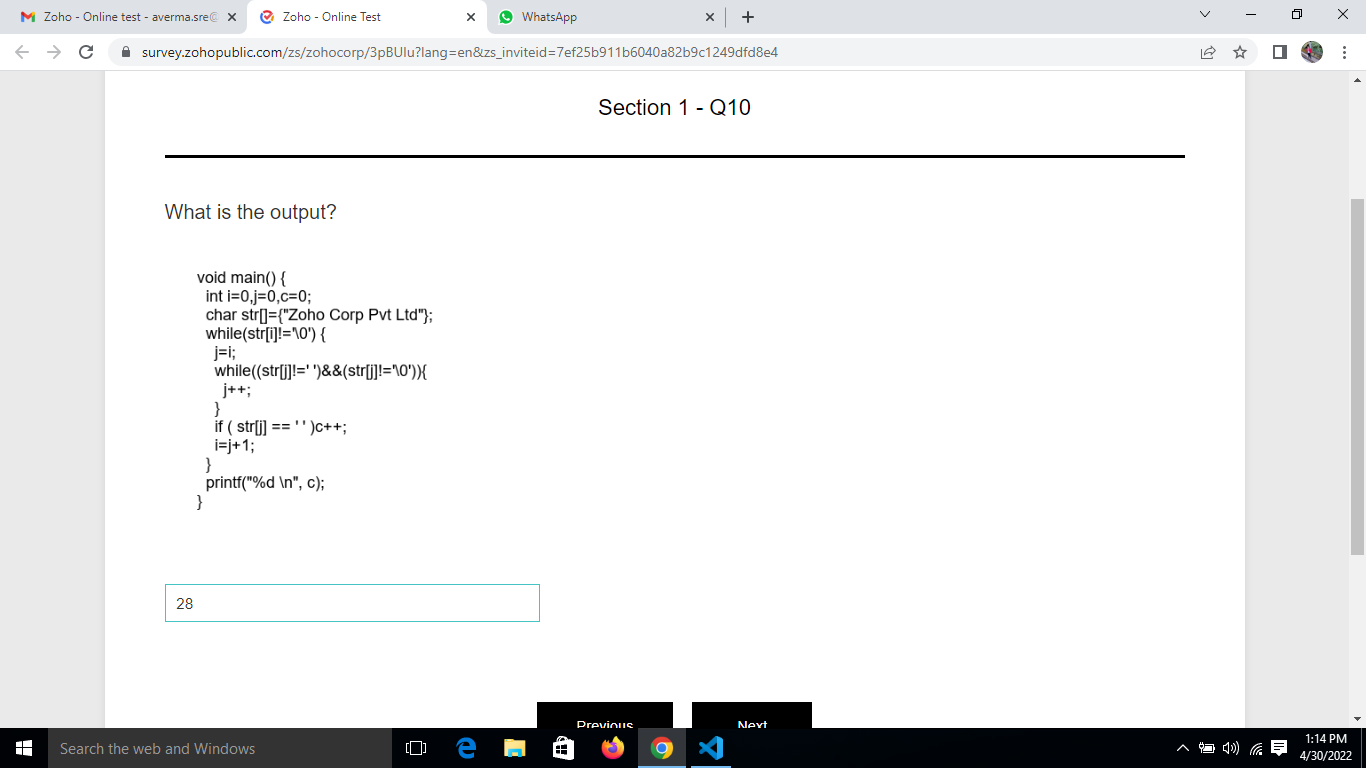 Zoho - Online test - averma.sre@
Zoho - Online Test
WhatsApp
survey.zohopublic.com/zs/zohocorp/3pBUIu?lang=en&zs_inviteid=7ef25b911b6040a82b9c1249dfd8e4
Section 1 - Q10
What is the output?
void main() {
int i=0,j=0,c=0;
char str[]={"Zoho Corp Pvt Ltd"};
while(str[i]!='\0') {
j=i;
while((str[j]!=' ')&&(str[j]!='\0')){
j++;
}
if ( str[j] == ' ' )c++;
i=j+1;
}
printf("%d \n", c);
}
28
Previous
Next
Search the web and Windows
1:14 PM
4/30/2022